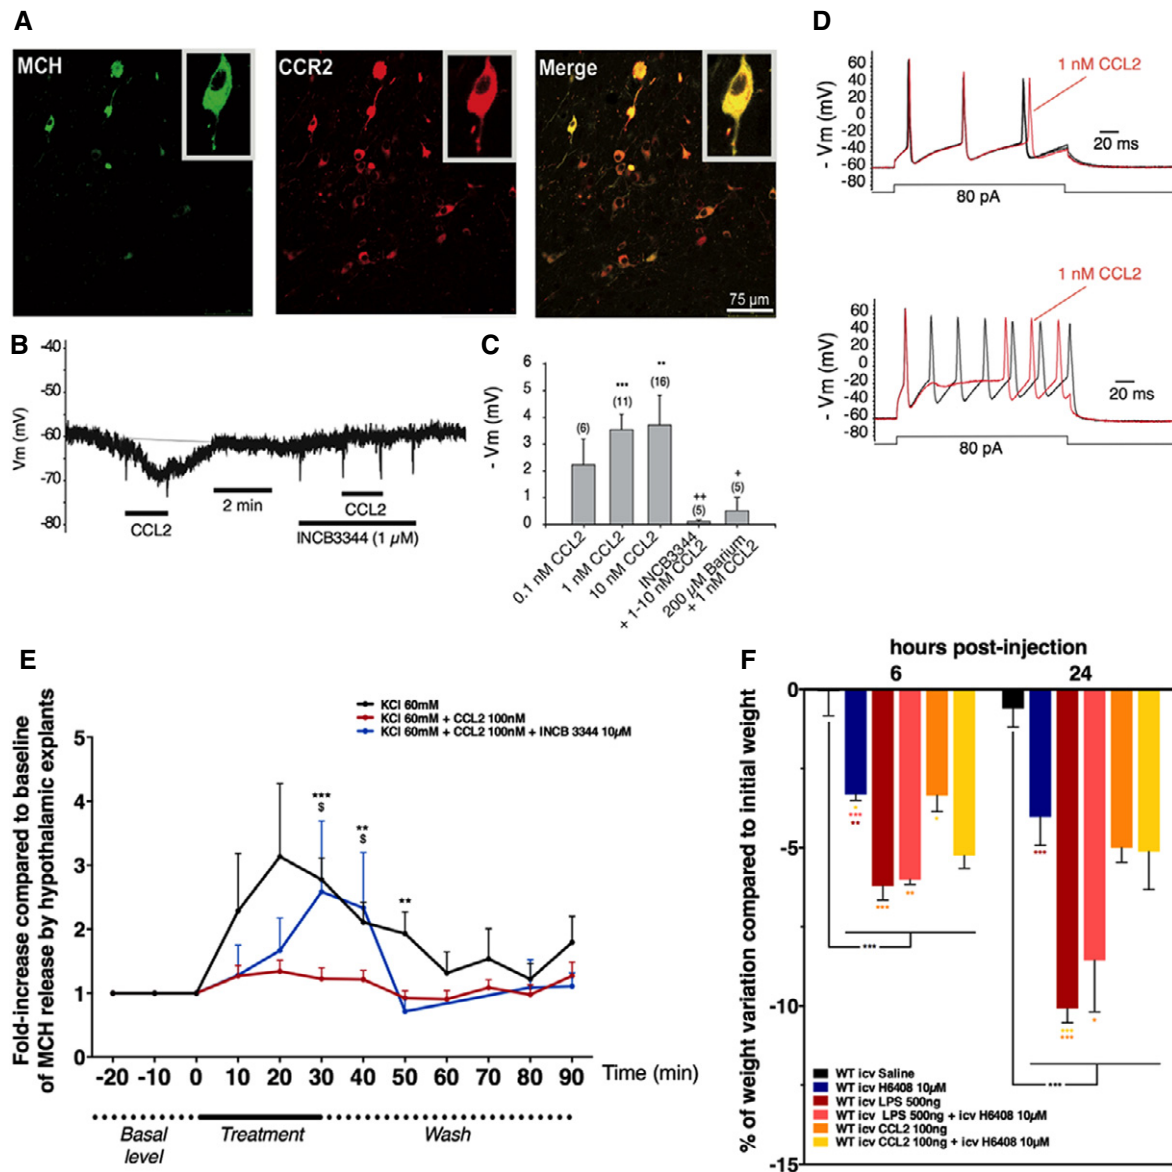 A
MCH
CCR2
Merge
75 µm
B
-40
-50
-60
-70
-80
Vm (mV)
CCL2
2 min
CCL2
INCB3344 (1 µM)
C
6
5
4
3
2
1
0
- Vm (mV)
(6)
•••
(11)
••
(16)
++
(5)
+
(5)
0.1 nM CCL2
1 nM CCL2
10 nM CCL2
INCB3344
+ 1-10 nM CCL2
200 µM Barium
+ 1 nM CCL2
D
60
40
20
0
-20
-40
-60
-80
- Vm (mV)
1 nM CCL2
20 ms
80 pA
60
40
20
0
-20
-40
-60
-80
- Vm (mV)
1 nM CCL2
20 ms
80 pA
E
Fold-increase compared to baseline
of MCH release by hypothalamic explants
KCl 60mM
KCl 60mM + CCL2 100nM
KCl 60mM + CCL2 100nM + INCB 3344 10µM
5
4
3
2
1
0
***
$
**
$
**
-20 -10 0 10 20 30 40 50 60 70 80 90
Time (min)
Basal
level
Treatment
Wash
F
hours post-injection
6
24
0
-5
-10
-15
% of weight variation compared to initial weight
*
***
**
***
**
*
***
***
***
***
*
***
WT icv Saline
WT icv H6408 10µM
WT icv LPS 500ng
WT icv LPS 500ng + icv H6408 10µM
WT icv CCL2 100ng
WT icv CCL2 100ng + icv H6408 10µM